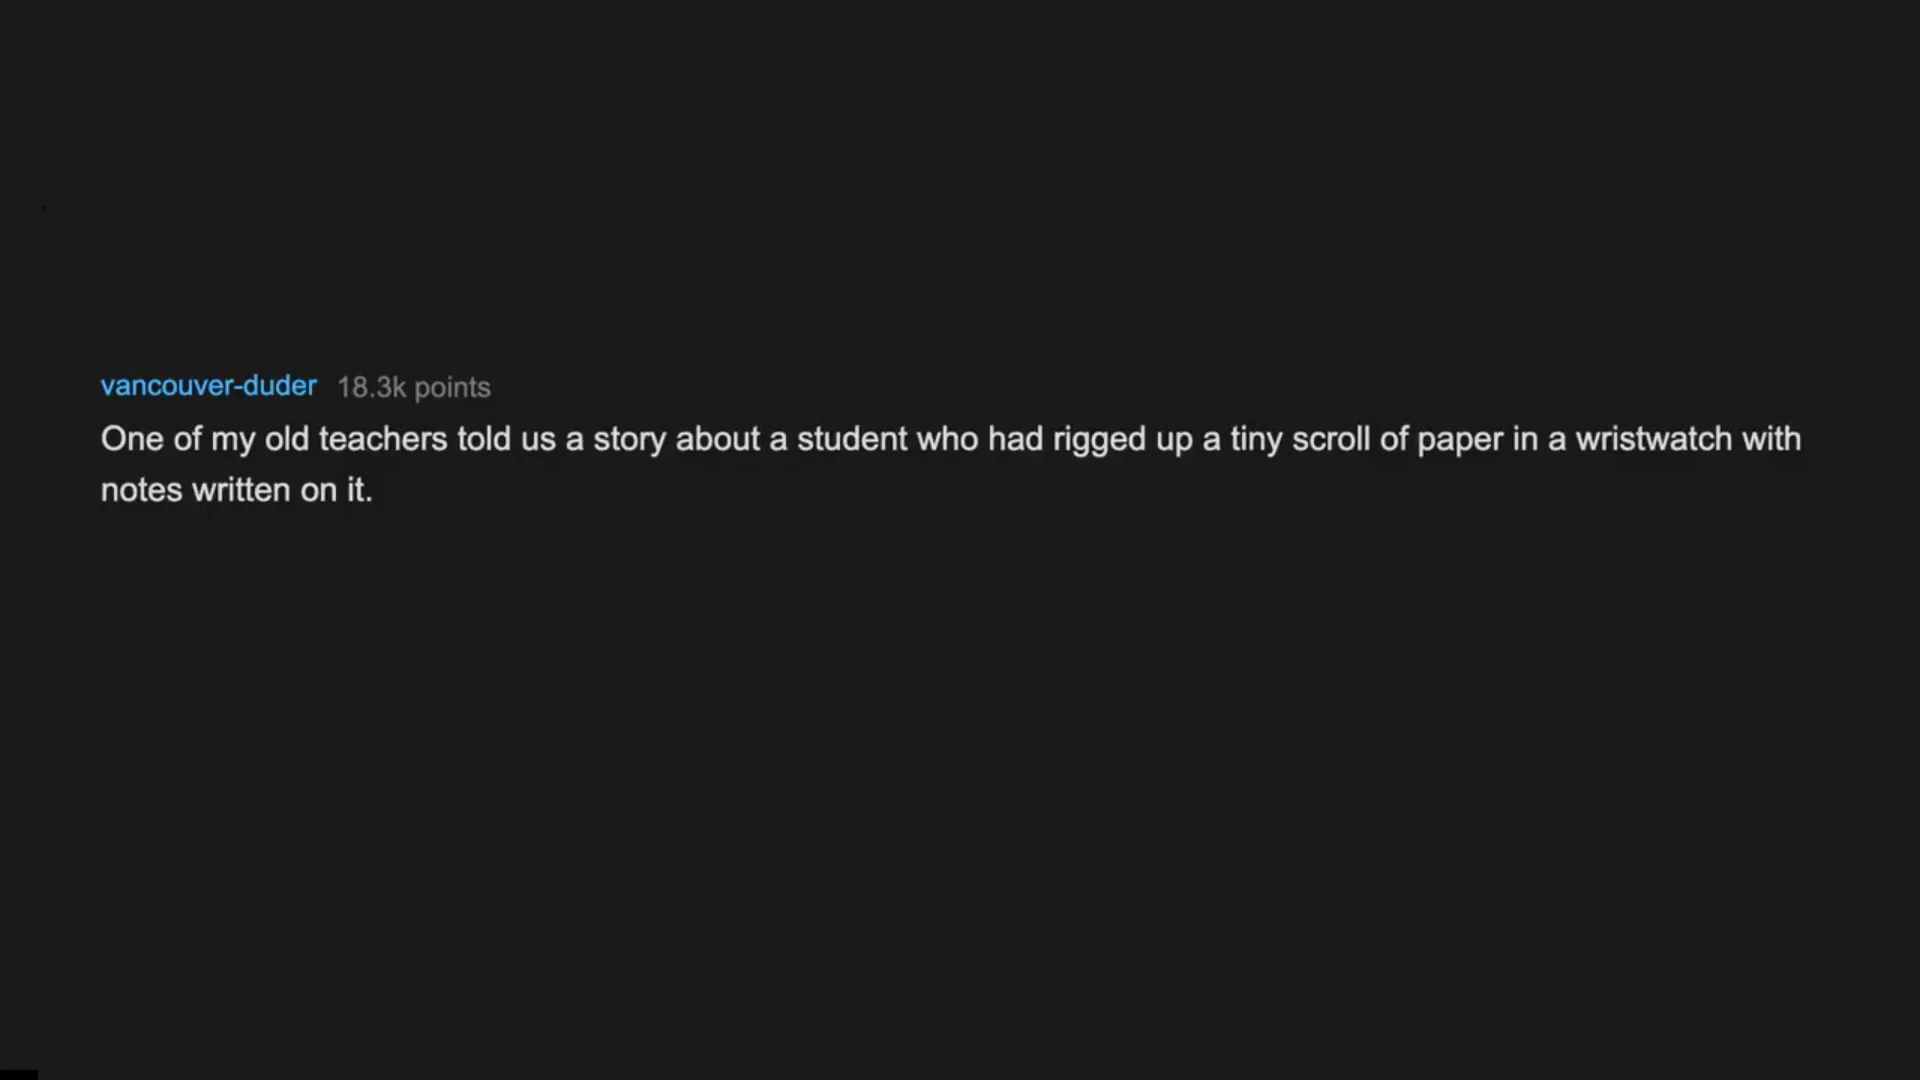 vancouver-duder 18.3k points
One of my old teachers told us a story about a student who had rigged up a tiny scroll of paper in a wristwatch with
notes written on it.